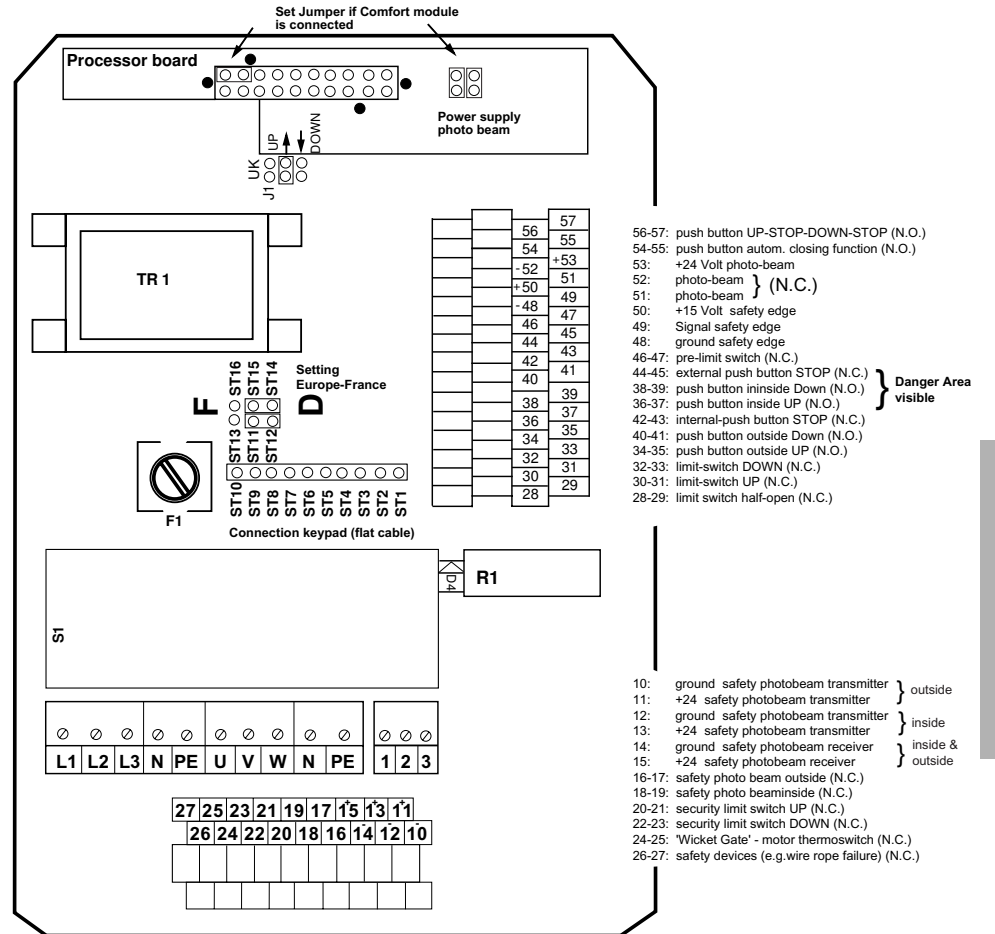 Set Jumper if Comfort module
is connected
Processor board
Power supply
photo beam
UP
DOWN
UK
J1
TR 1
57
56
55
54
+53
-52
51
+50
49
-48
47
46
45
44
43
42
41
40
39
38
37
36
35
34
33
32
31
30
29
28
56-57: push button UP-STOP-DOWN-STOP (N.O.)
54-55: push button autom. closing function (N.O.)
53: +24 Volt photo-beam
52: photo-beam
51: photo-beam
} (N.C.)
50: +15 Volt safety edge
49: Signal safety edge
48: ground safety edge
46-47: pre-limit switch (N.C.)
44-45: external push button STOP (N.C.)
38-39: push button ininside Down (N.O.)
36-37: push button inside UP (N.O.)
} Danger Area
visible
42-43: internal-push button STOP (N.C.)
40-41: push button outside Down (N.O.)
34-35: push button outside UP (N.O.)
32-33: limit-switch DOWN (N.C.)
30-31: limit-switch UP (N.C.)
28-29: limit switch half-open (N.C.)
ST16
ST15
ST14
Setting
Europe-France
F
D
ST13
ST11
ST12
F1
ST10
ST9
ST8
ST7
ST6
ST5
ST4
ST3
ST2
ST1
Connection keypad (flat cable)
S1
D4
R1
L1 L2 L3 N PE U V W N PE 1 2 3
27 25 23 21 19 17 15+ 13+ 11+
26 24 22 20 18 16 14- 12- 10-
10: ground safety photobeam transmitter
11: +24 safety photobeam transmitter
} outside
12: ground safety photobeam transmitter
13: +24 safety photobeam transmitter
} inside
14: ground safety photobeam receiver
15: +24 safety photobeam receiver
} inside &
outside
16-17: safety photo beam outside (N.C.)
18-19: safety photo beaminside (N.C.)
20-21: security limit switch UP (N.C.)
22-23: security limit switch DOWN (N.C.)
24-25: 'Wicket Gate' - motor thermoswitch (N.C.)
26-27: safety devices (e.g.wire rope failure) (N.C.)